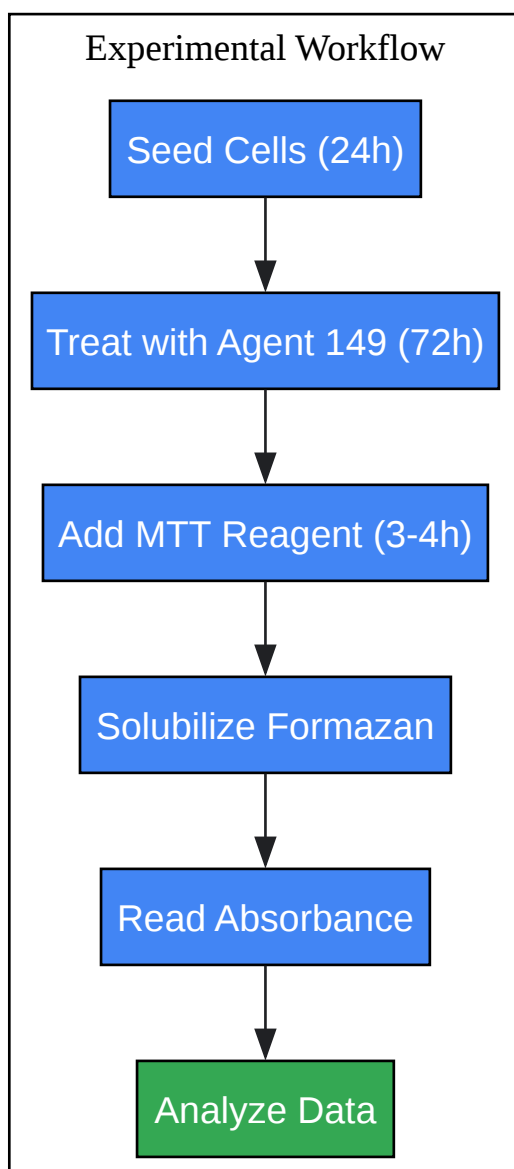 Experimental Workflow
Seed Cells (24h)
Treat with Agent 149 (72h)
Add MTT Reagent (3-4h)
Solubilize Formazan
Read Absorbance
Analyze Data